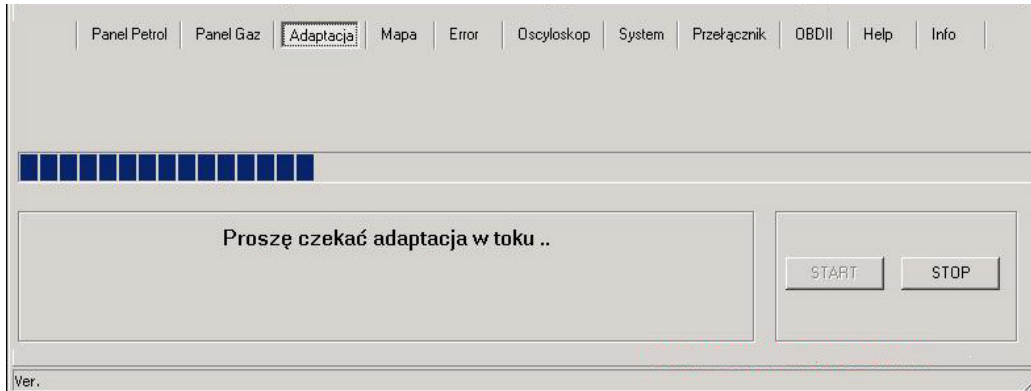 Panel Petrol Panel Gaz Adaptacja Mapa Error Oscyloskop System Przełącznik OBDII Help Info
Proszę czekać adaptacja w toku ..
START STOP
Ver.